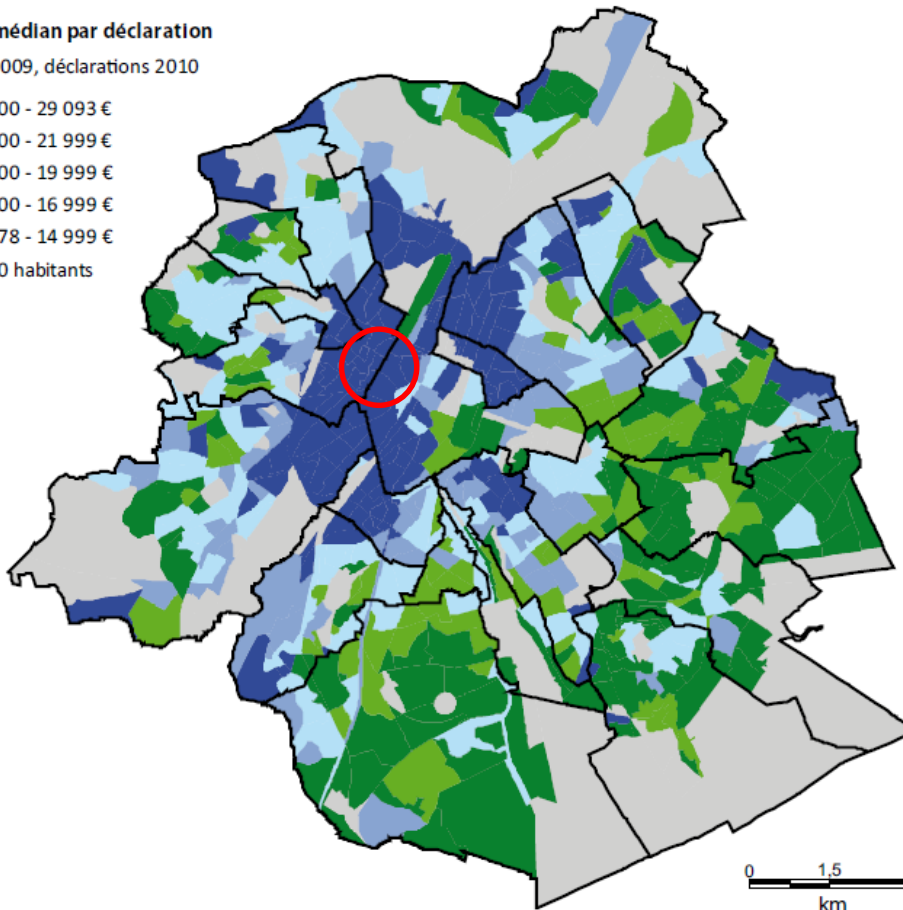 médian par déclaration
009, déclarations 2010
00 - 29 093 €
00 - 21 999 €
00 - 19 999 €
00 - 16 999 €
78 - 14 999 €
0 habitants
0 1,5
km